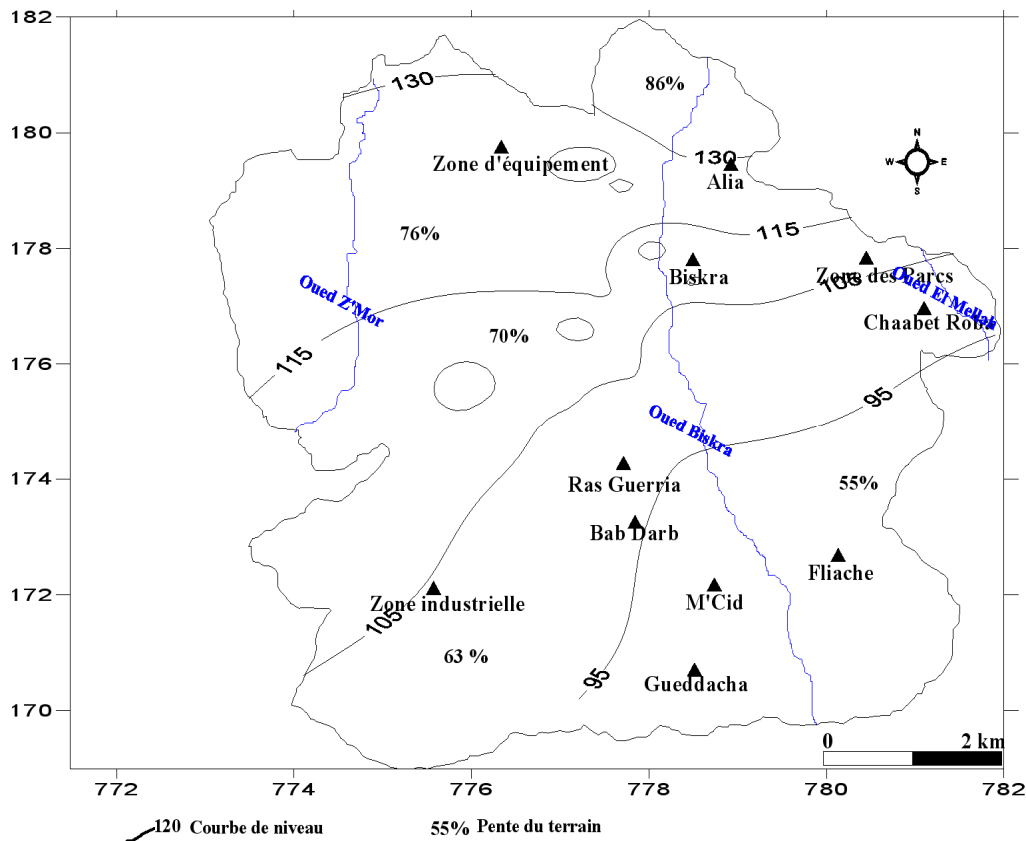 182
86%
130
180
N
W E
S
130
Zone d'équipement
Alia
76%
115
178
Biskra
Zone des Parcs
105
Oued Z'Mor
Oued El Mellah
Chaabet Roba
70%
176
115
95
Oued Biskra
174
Ras Guerria
55%
Bab Darb
Fliache
172
Zone industrielle
M'Cid
105
63 %
95
Gueddacha
170
0 2 km
772 774 776 778 780 782
120 Courbe de niveau
55% Pente du terrain